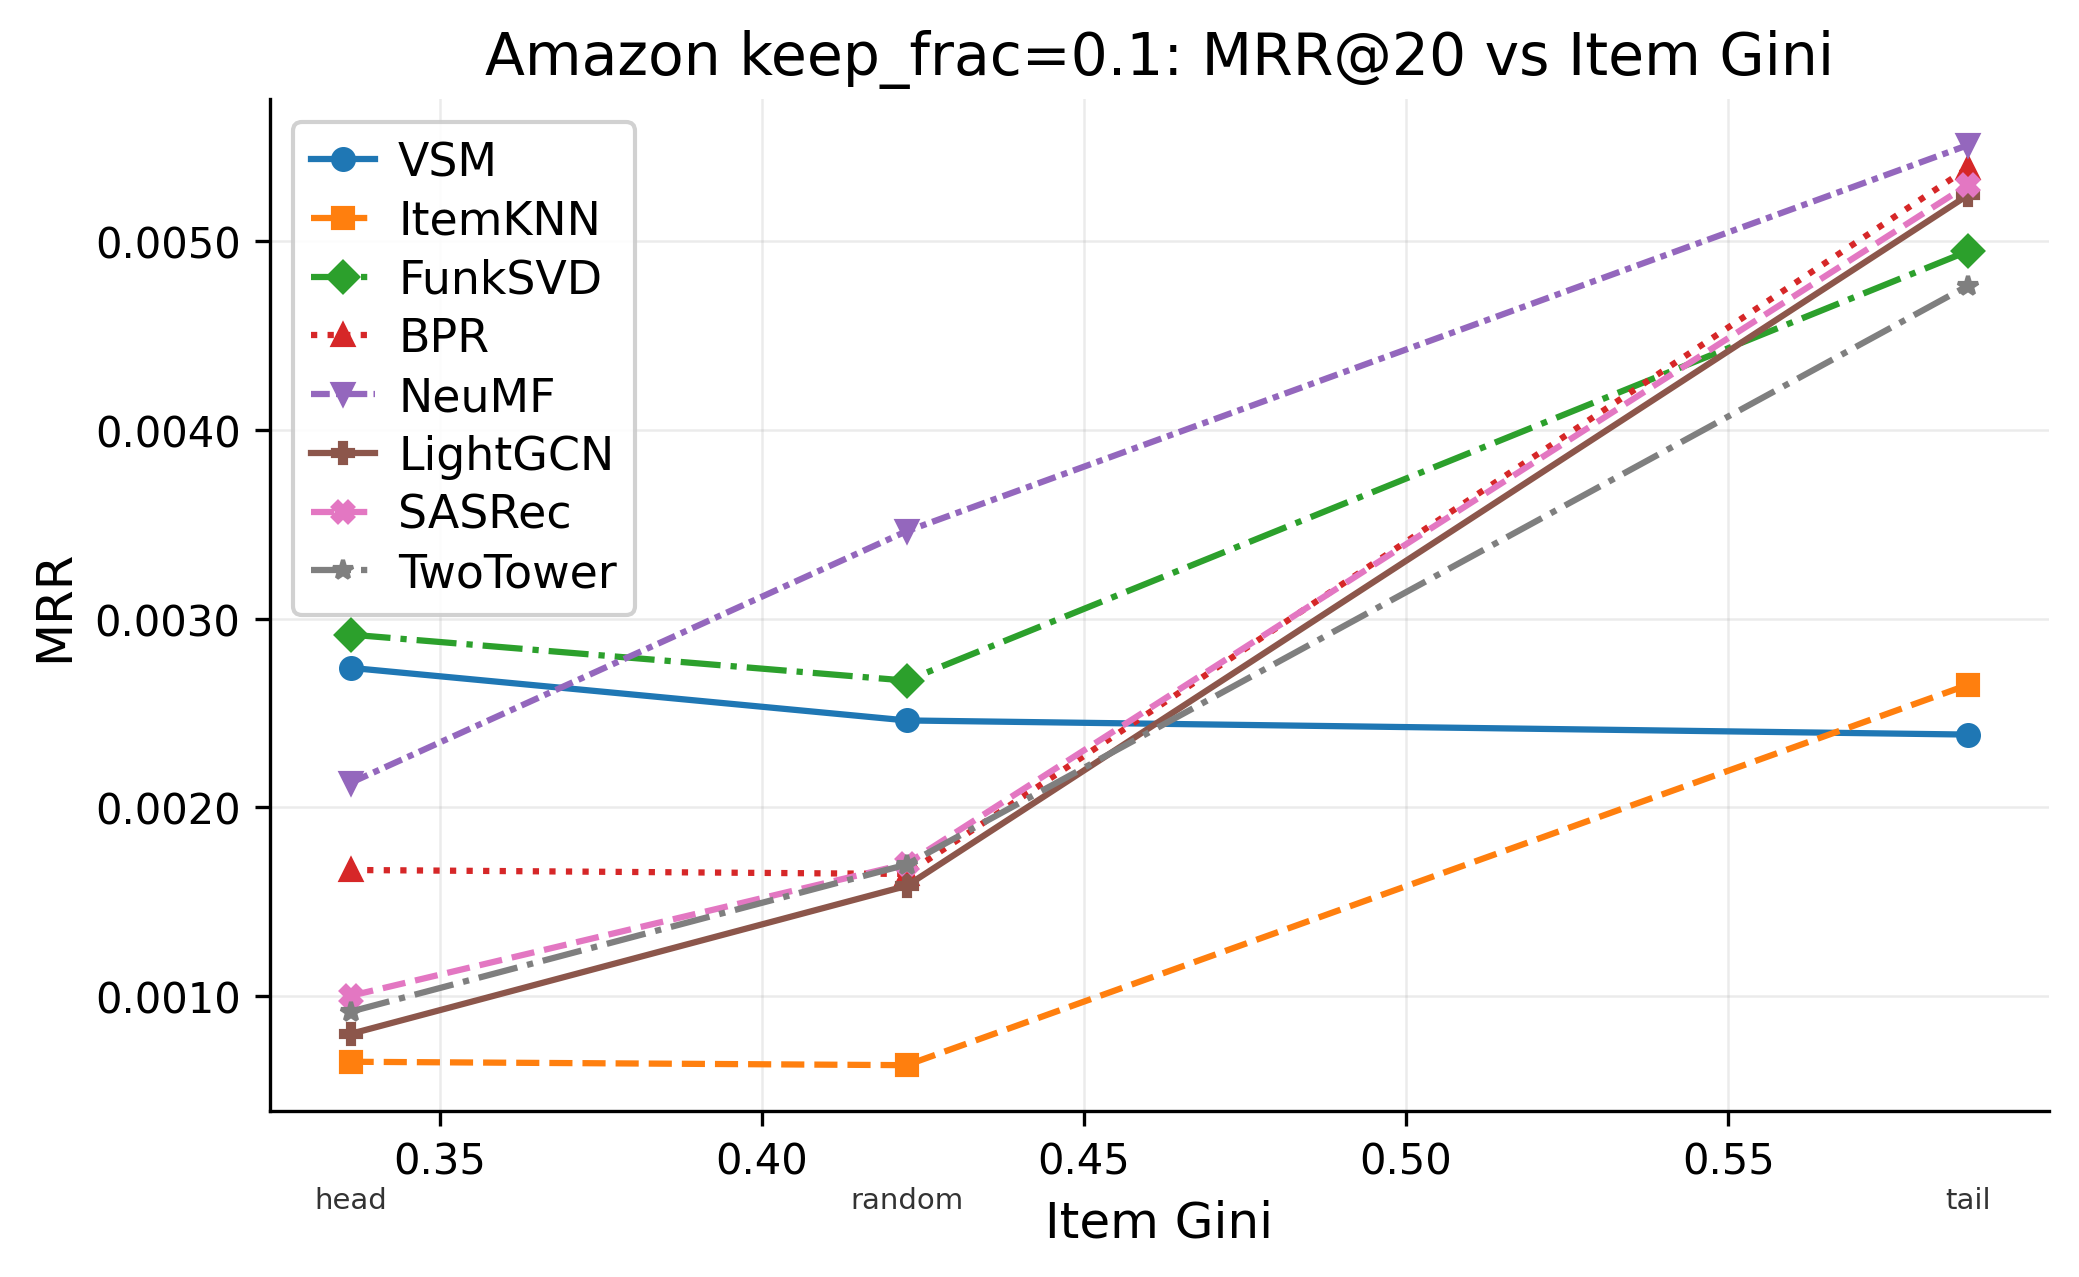 Amazon keep_frac=0.1: MRR@20 vs Item Gini
VSM
ItemKNN
FunkSVD
BPR
NeuMF
LightGCN
SASRec
TwoTower
MRR
0.0050
0.0040
0.0030
0.0020
0.0010
0.35 0.40 0.45 0.50 0.55
head random tail
Item Gini